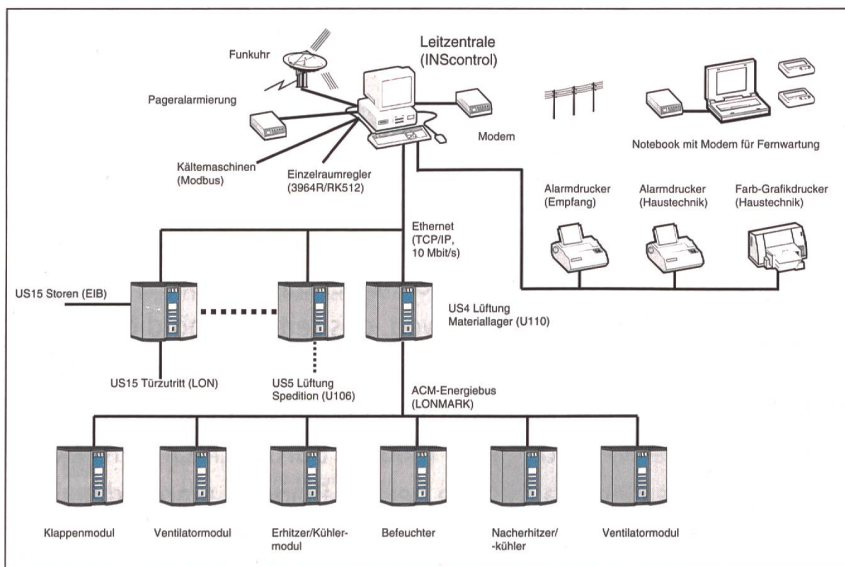 Leitzentrale
(INScontrol)
Funkuhr
Pageralarmierung
Modem
Notebook mit Modem für Fernwartung
Kältemaschinen
(Modbus)
Einzelraumregler
(3964R/RK512)
Alarmdrucker
(Empfang)
Alarmdrucker
(Haustechnik)
Farb-Grafikdrucker
(Haustechnik)
Ethernet
(TCP/IP,
10 Mbit/s)
US15 Storen (EIB)
US4 Lüftung
Materiallager (U110)
US15 Türzutritt (LON)
US5 Lüftung
Spedition (U106)
ACM-Energiebus
(LONMARK)
Klappenmodul
Ventilatormodul
Erhitzer/Kühler-
modul
Befeuchter
Nacherhitzer/
-kühler
Ventilatormodul